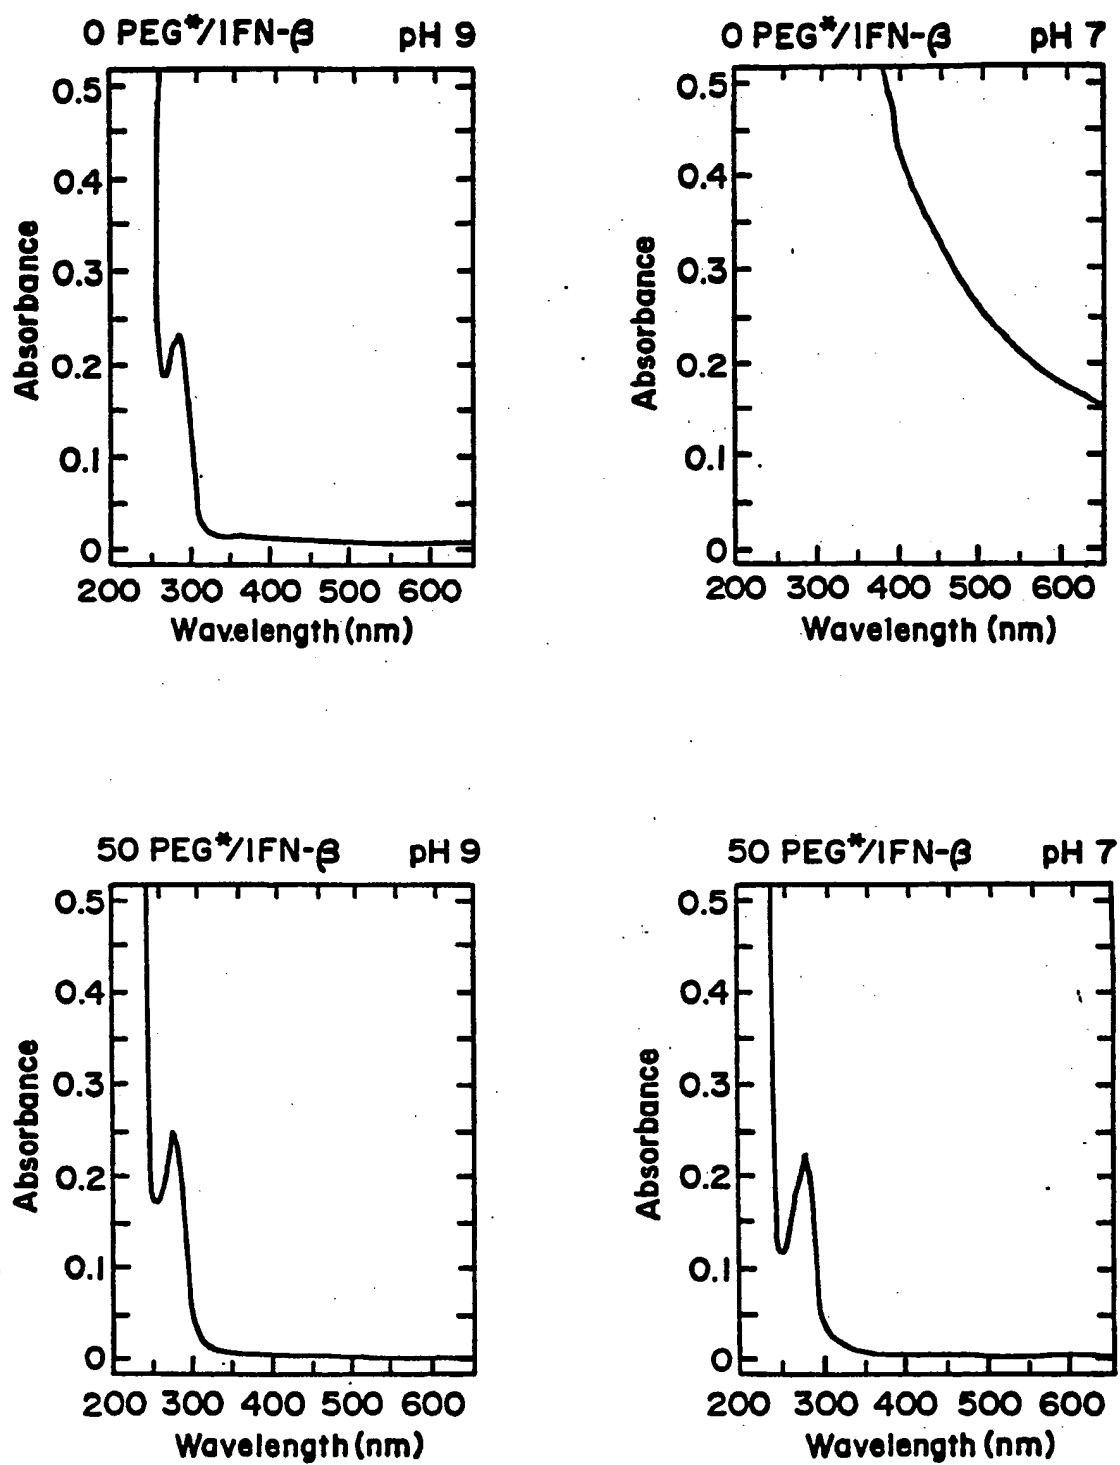 0 PEG*/IFN-β pH 9
0.5
0.4
0.3
0.2
0.1
0
Absorbance
200 300 400 500 600
Wavelength (nm)
0 PEG*/IFN-β pH 7
0.5
0.4
0.3
0.2
0.1
0
Absorbance
200 300 400 500 600
Wavelength (nm)
50 PEG*/IFN-β pH 9
0.5
0.4
0.3
0.2
0.1
0
Absorbance
200 300 400 500 600
Wavelength (nm)
50 PEG*/IFN-β pH 7
0.5
0.4
0.3
0.2
0.1
0
Absorbance
200 300 400 500 600
Wavelength (nm)